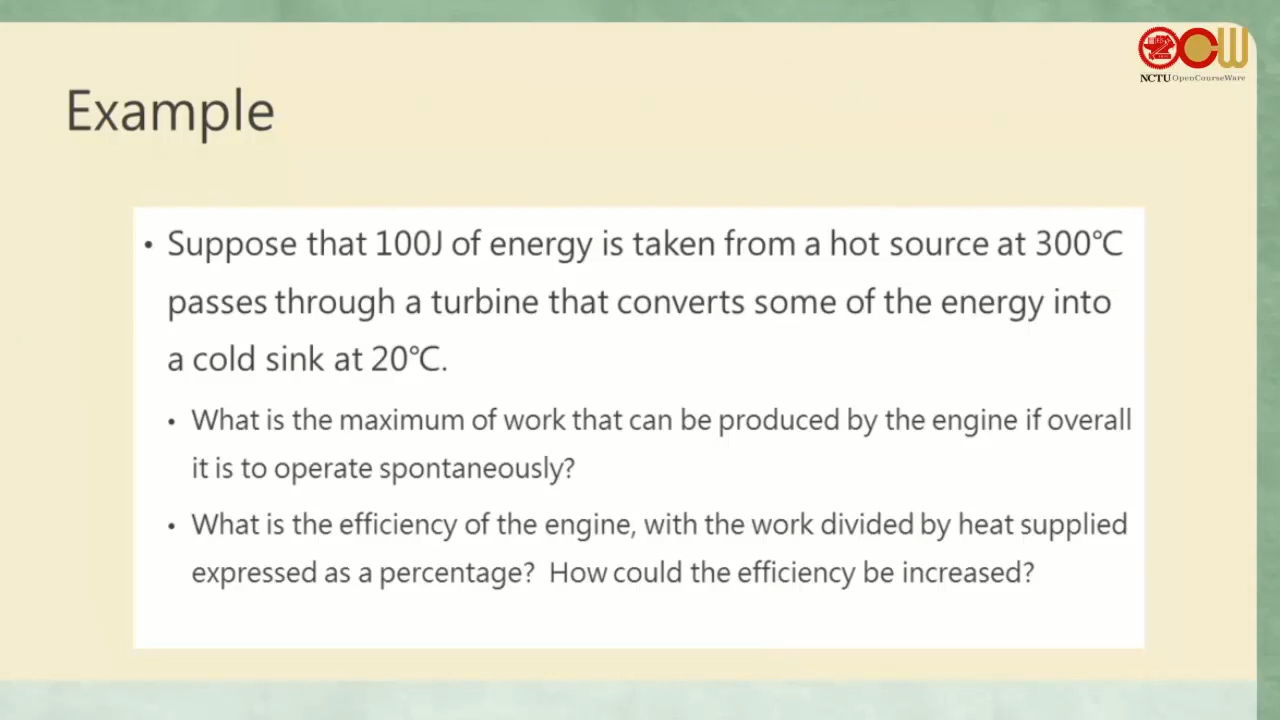 NCTU OpenCourseWare
Example
• Suppose that 100J of energy is taken from a hot source at 300℃
passes through a turbine that converts some of the energy into
a cold sink at 20℃.
• What is the maximum of work that can be produced by the engine if overall
it is to operate spontaneously?
• What is the efficiency of the engine, with the work divided by heat supplied
expressed as a percentage? How could the efficiency be increased?